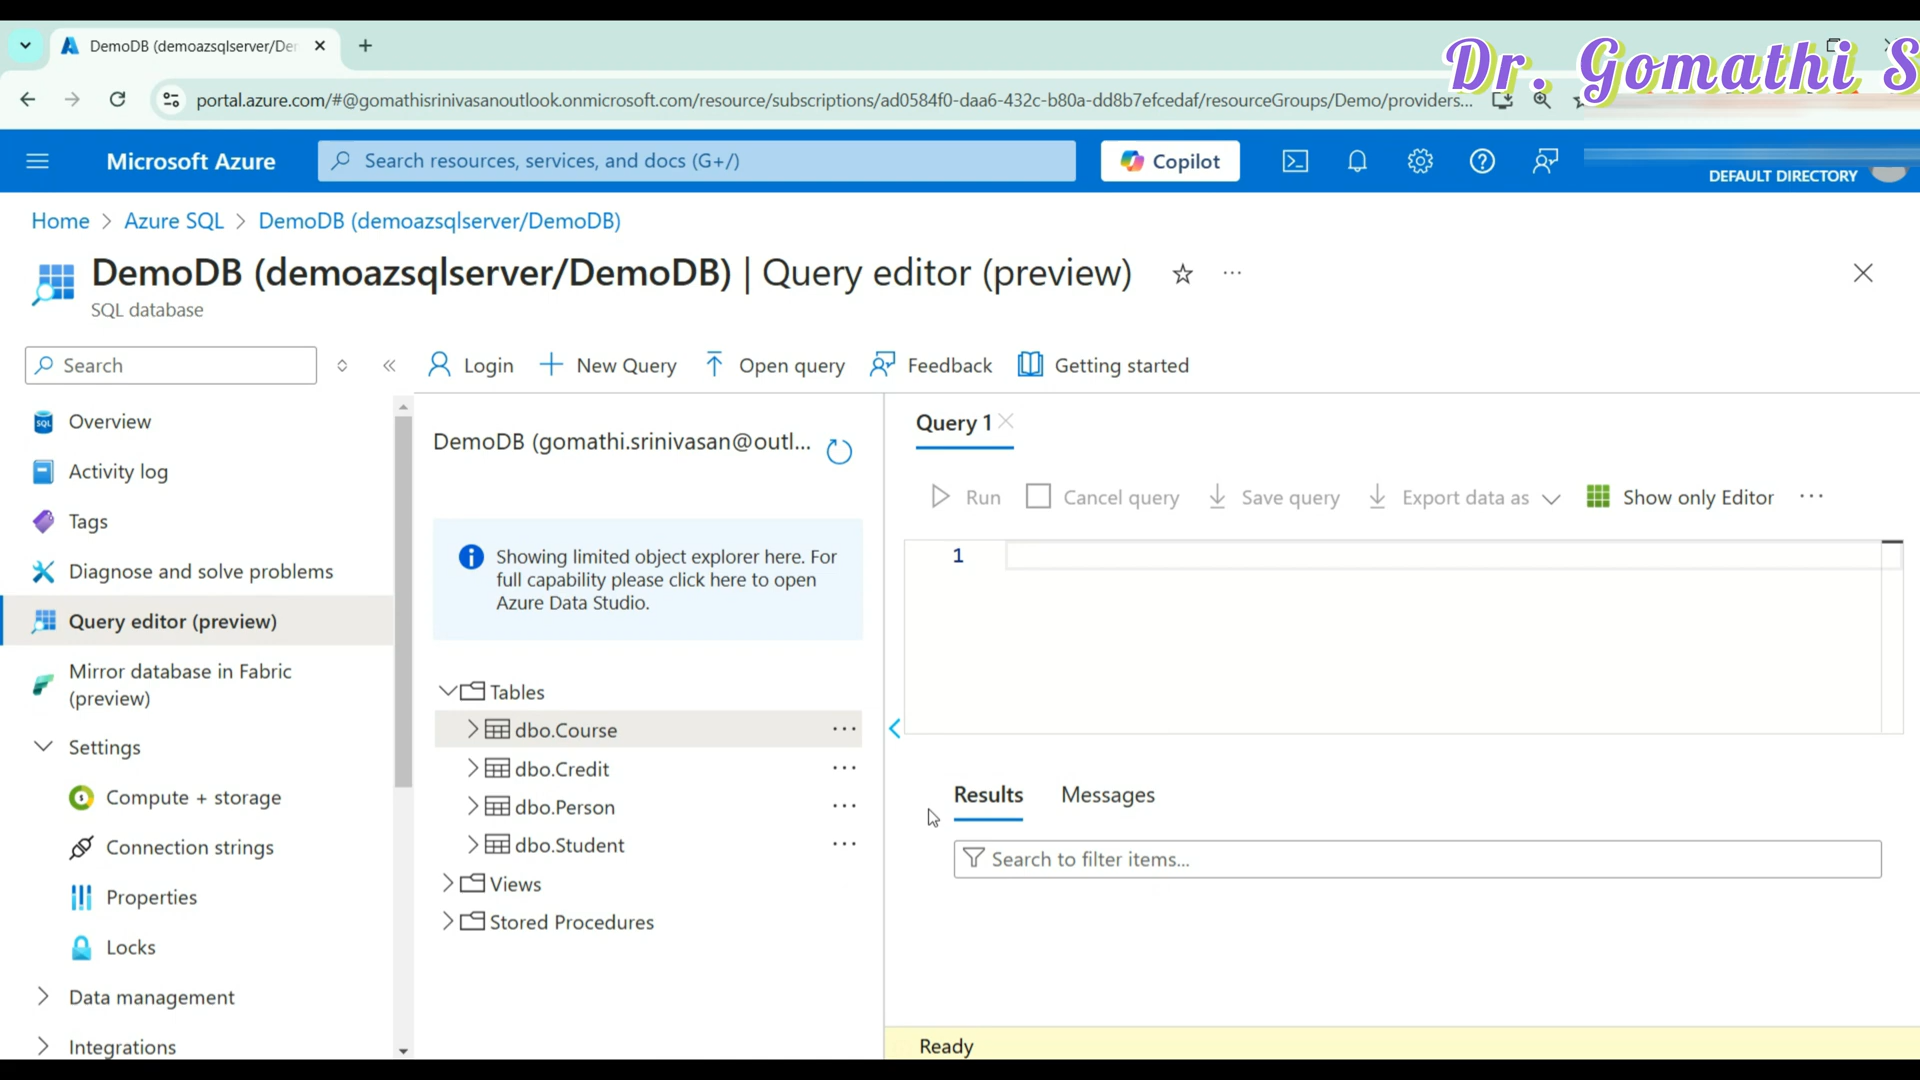 DemoDB (demoazsqlserver/Der
Dr. Gomathi S
portal.azure.com/#@gomathisrinivasanoutlook.onmicrosoft.com/resource/subscriptions/ad0584f0-daa6-432c-b80a-dd8b7efcedaf/resourceGroups/Demo/providers...
Microsoft Azure
Search resources, services, and docs (G+/)
Copilot
DEFAULT DIRECTORY
Home > Azure SQL > DemoDB (demoazsqlserver/DemoDB)
DemoDB (demoazsqlserver/DemoDB) | Query editor (preview)
SQL database
Search
Login
New Query
Open query
Feedback
Getting started
Overview
Activity log
Tags
Diagnose and solve problems
Query editor (preview)
Mirror database in Fabric
(preview)
Settings
Compute + storage
Connection strings
Properties
Locks
Data management
Integrations
DemoDB (gomathi.srinivasan@outl...
Showing limited object explorer here. For
full capability please click here to open
Azure Data Studio.
Tables
dbo.Course
dbo.Credit
dbo.Person
dbo.Student
Views
Stored Procedures
Query 1
Run
Cancel query
Save query
Export data as
Show only Editor
1
Results
Messages
Search to filter items...
Ready